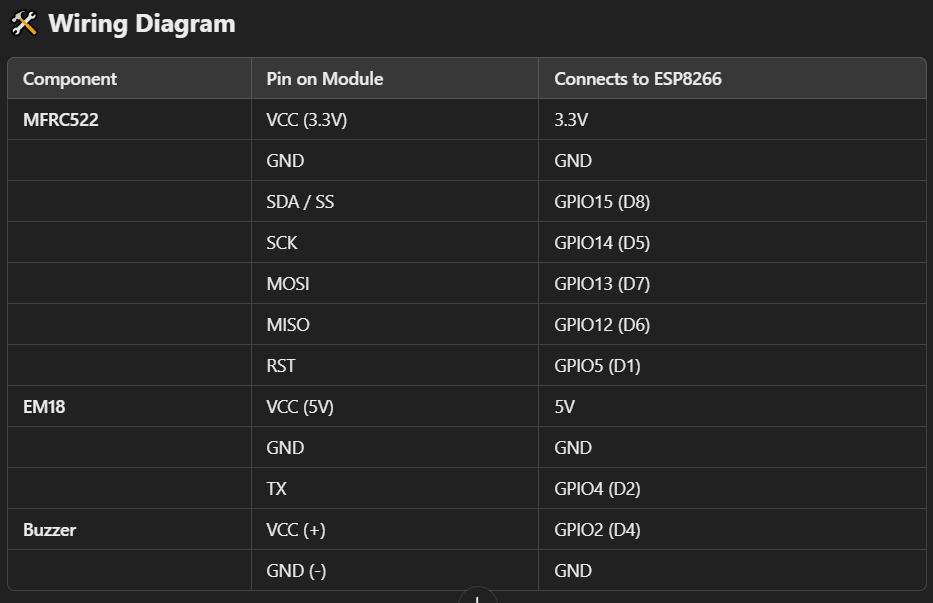 🛠 Wiring Diagram
Component Pin on Module Connects to ESP8266
MFRC522 VCC (3.3V) 3.3V
GND GND
SDA / SS GPIO15 (D8)
SCK GPIO14 (D5)
MOSI GPIO13 (D7)
MISO GPIO12 (D6)
RST GPIO5 (D1)
EM18 VCC (5V) 5V
GND GND
TX GPIO4 (D2)
Buzzer VCC (+) GPIO2 (D4)
GND (-) GND